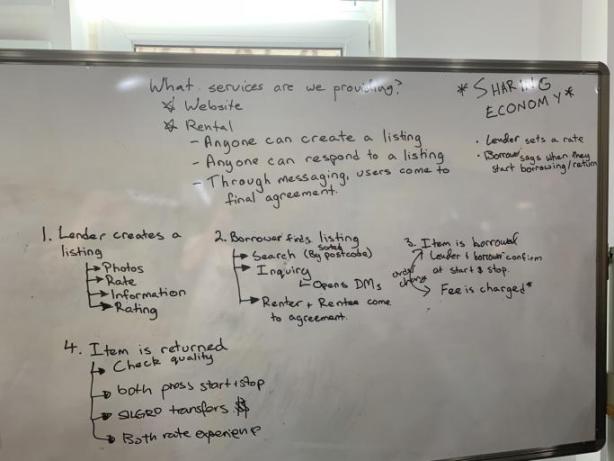 What services are we providing?
Website
Rental
- Anyone can create a listing
- Anyone can respond to a listing
- Through messaging, users come to
final agreement.
*SHARING
ECONOMY*
• Lender sets a rate
• Borrower says when they
start borrowing/return
1. Lender creates a
listing
Photos
Rate
Information
Rating
2. Borrower finds listing
Search (Sorted By postcode)
Inquiry
Opens DMs
Renter + Rentee come
to agreement.
3. Item is borrowed
Lender & borrower confirm
at start & stop.
Fee is charged*
4. Item is returned
Check quality
both press start + stop
transfers $
Both rate experience